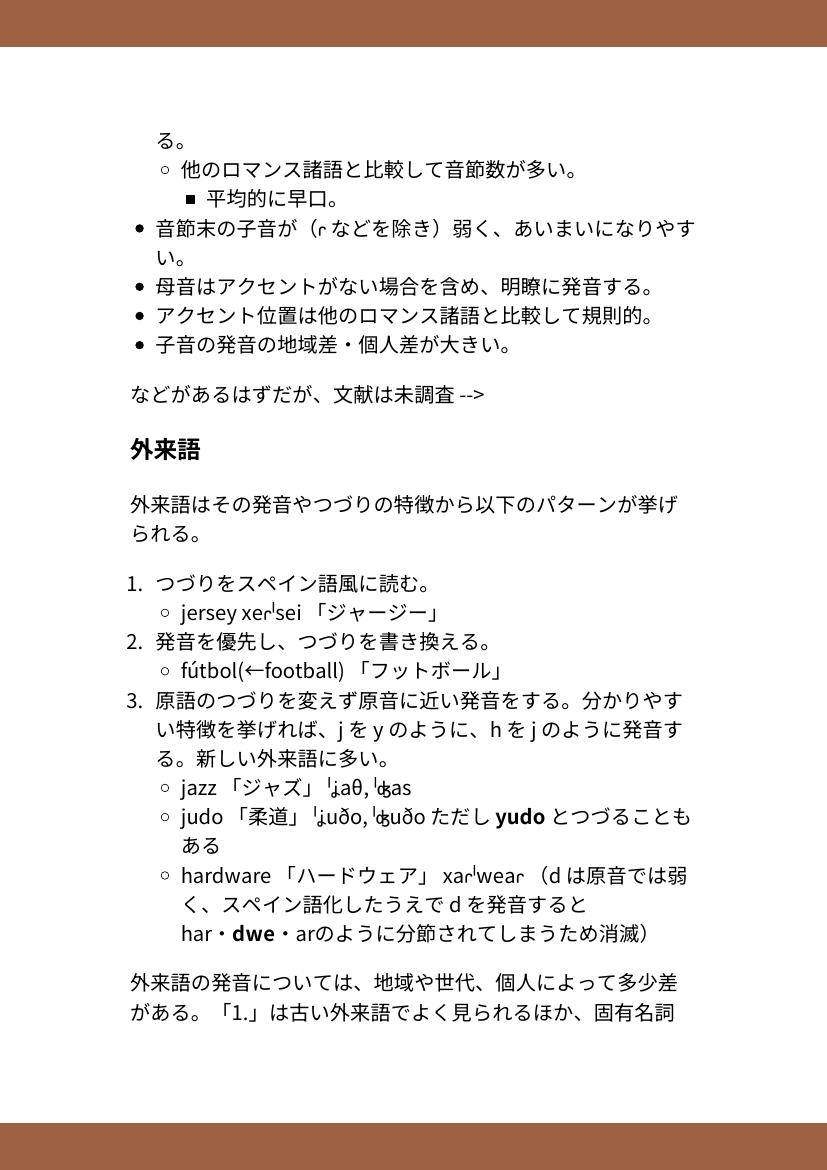 る。
○ 他のロマンス諸語と比較して音節数が多い。
■ 平均的に早口。
● 音節末の子音が（ɾ などを除き）弱く、あいまいになりやす
い。
● 母音はアクセントがない場合を含め、明瞭に発音する。
● アクセント位置は他のロマンス諸語と比較して規則的。
● 子音の発音の地域差・個人差が大きい。
などがあるはずだが、文献は未調査 -->
外来語
外来語はその発音やつづりの特徴から以下のパターンが挙げ
られる。
1. つづりをスペイン語風に読む。
○ jersey xeɾˈsei 「ジャージー」
2. 発音を優先し、つづりを書き換える。
○ fútbol(←football) 「フットボール」
3. 原語のつづりを変えず原音に近い発音をする。分かりやす
い特徴を挙げれば、j を y のように、h を j のように発音す
る。新しい外来語に多い。
○ jazz 「ジャズ」 ˈʝaθ, ˈʤas
○ judo 「柔道」 ˈʝuðo, ˈʤuðo ただし yudo とつづることも
ある
○ hardware 「ハードウェア」 xaɾˈweaɾ （d は原音では弱
く、スペイン語化したうえで d を発音すると
har・dwe・arのように分節されてしまうため消滅）
外来語の発音については、地域や世代、個人によって多少差
がある。「1.」は古い外来語でよく見られるほか、固有名詞